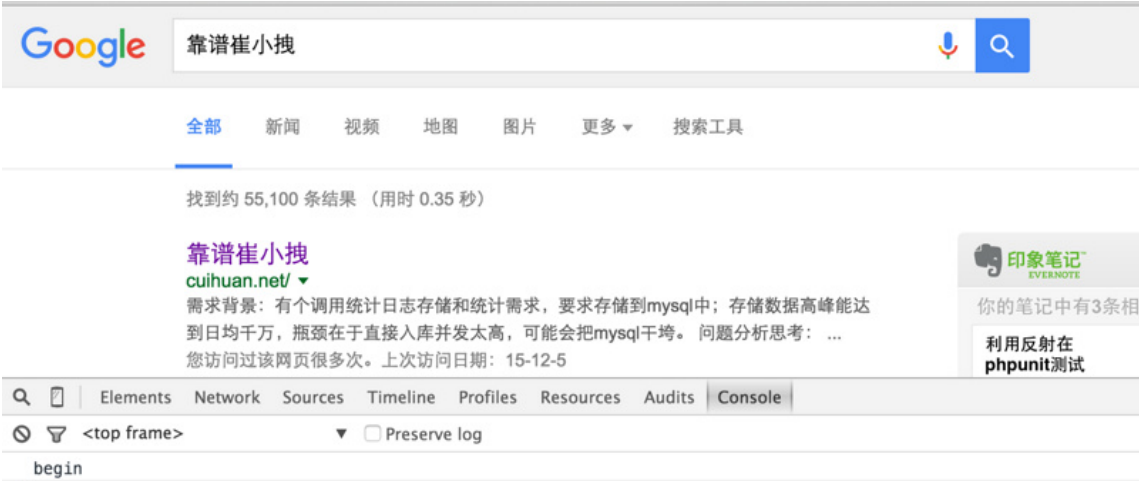 Google 靠谱崔小拽
全部 新闻 视频 地图 图片 更多 搜索工具
找到约 55,100 条结果 （用时 0.35 秒）
靠谱崔小拽
cuihuan.net/
需求背景：有个调用统计日志存储和统计需求，要求存储到mysql中；存储数据高峰能达
到日均千万，瓶颈在于直接入库并发太高，可能会把mysql干垮。 问题分析思考： ...
您访问过该网页很多次。上次访问日期：15-12-5
印象笔记
EVERNOTE
你的笔记中有3条相
利用反射在
phpunit测试
Elements Network Sources Timeline Profiles Resources Audits Console
<top frame> Preserve log
begin